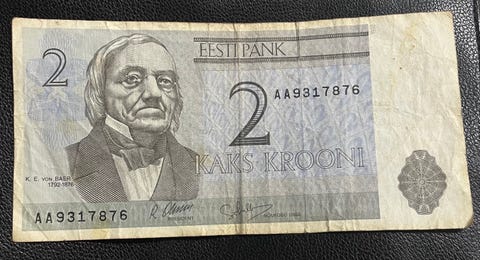 EESTI PANK
2
AA9317876
2
KAKS KROONI
K. E. VON BAER
1792-1876
AA9317876
PRESIDENT